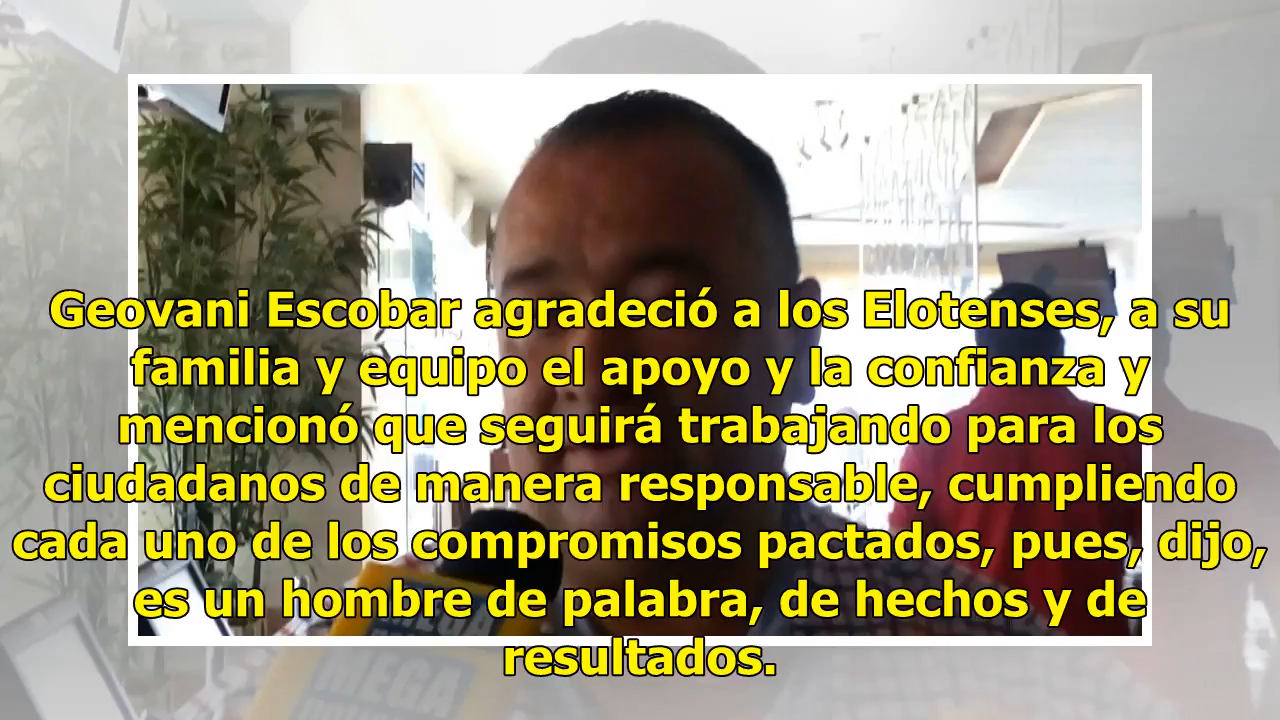 Geovani Escobar agradeció a los Elotenses, a su
familia y equipo el apoyo y la confianza y
mencionó que seguirá trabajando para los
ciudadanos de manera responsable, cumpliendo
cada uno de los compromisos pactados, pues, dijo,
es un hombre de palabra, de hechos y de
resultados.
MEGA